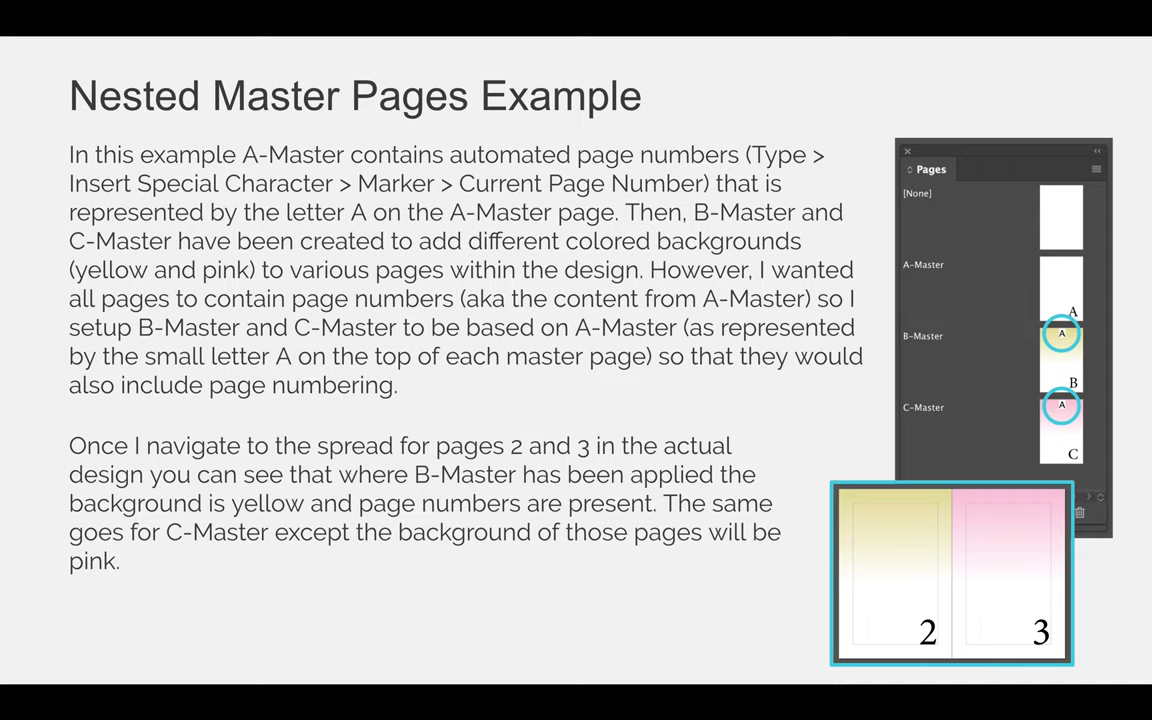 Nested Master Pages Example
In this example A-Master contains automated page numbers (Type >
Insert Special Character > Marker > Current Page Number) that is
represented by the letter A on the A-Master page. Then, B-Master and
C-Master have been created to add different colored backgrounds
(yellow and pink) to various pages within the design. However, I wanted
all pages to contain page numbers (aka the content from A-Master) so I
setup B-Master and C-Master to be based on A-Master (as represented
by the small letter A on the top of each master page) so that they would
also include page numbering.
Once I navigate to the spread for pages 2 and 3 in the actual
design you can see that where B-Master has been applied the
background is yellow and page numbers are present. The same
goes for C-Master except the background of those pages will be
pink.
Pages
[None]
A-Master
A
B-Master
A
B
C-Master
A
C
2
3